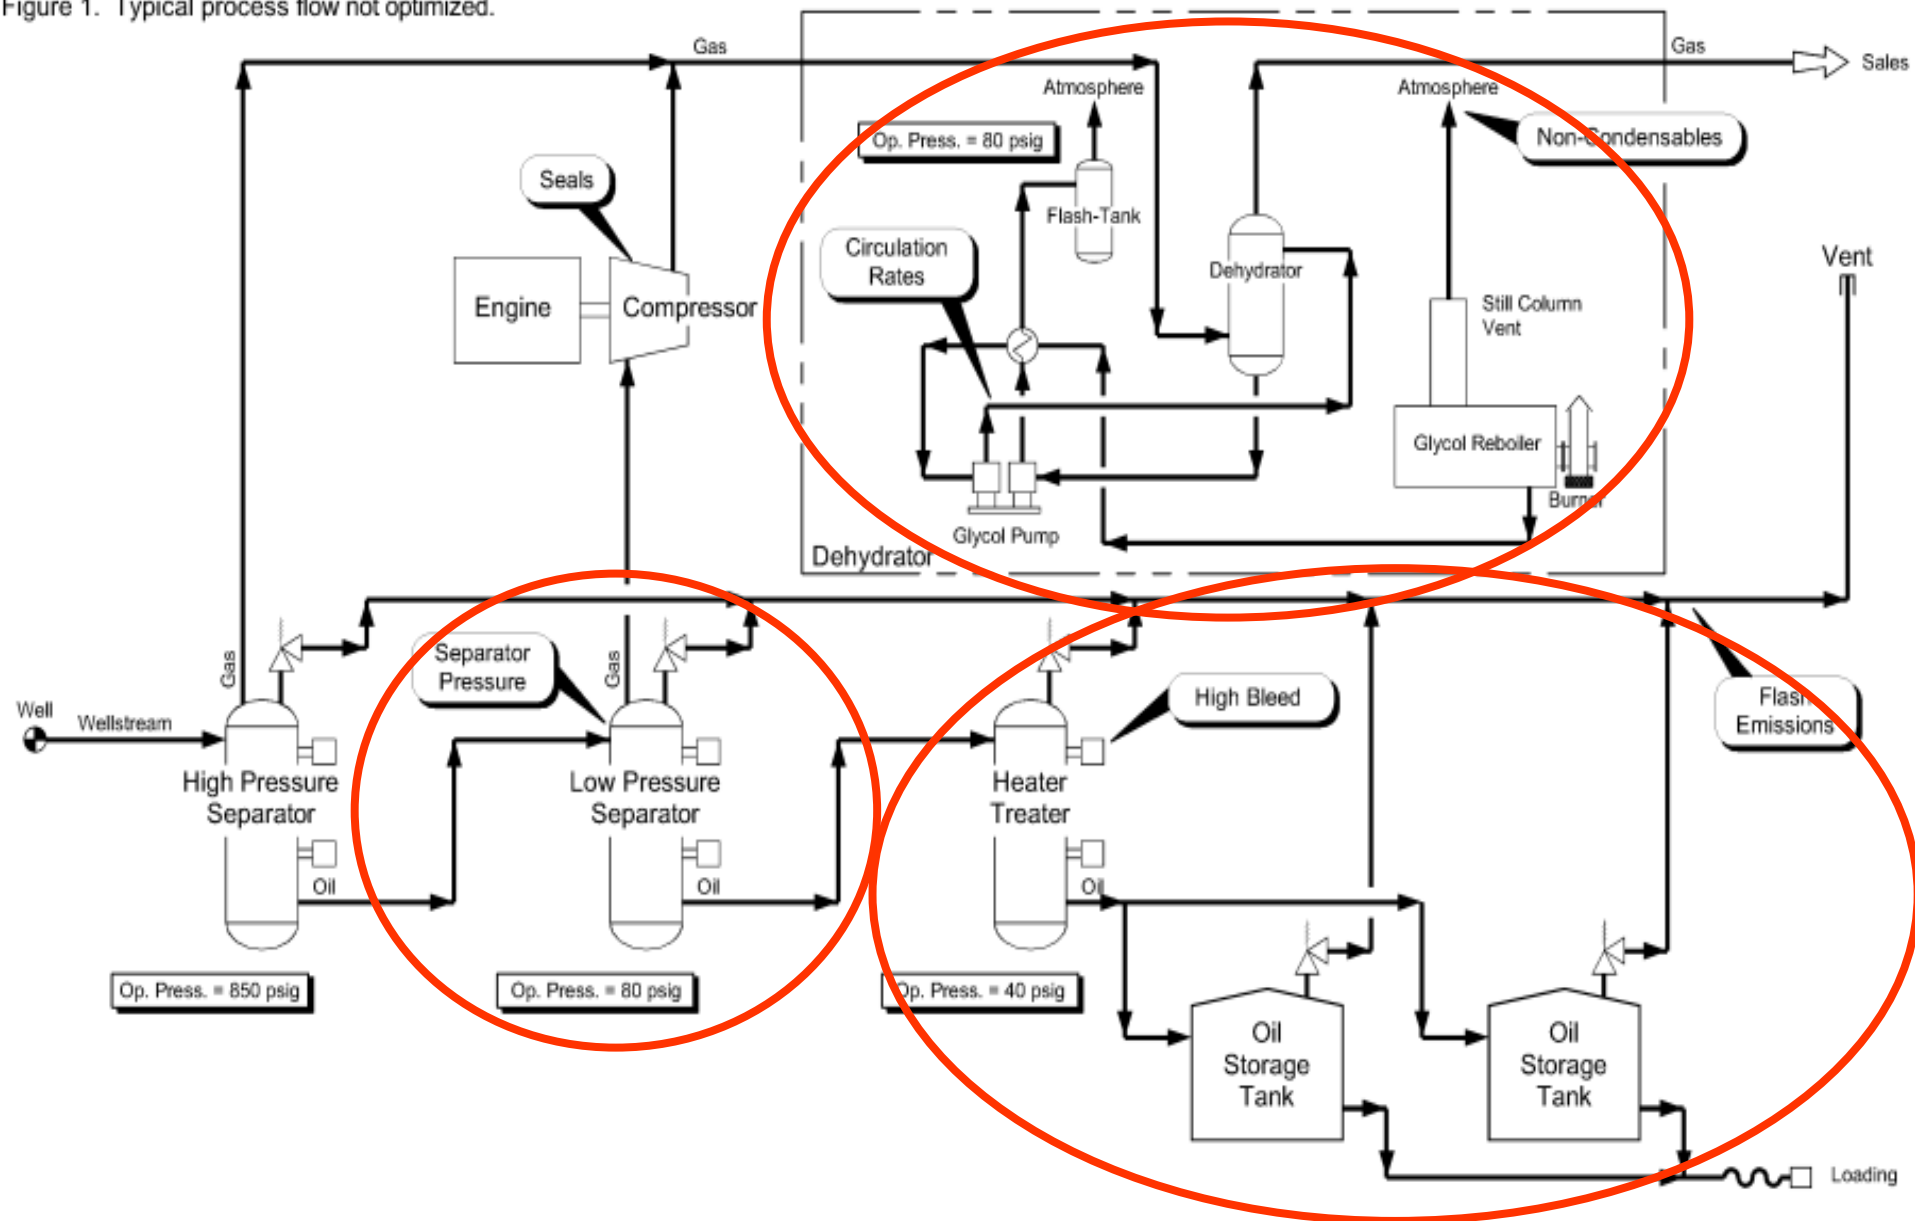 Figure 1. Typical process flow not optimized.
Gas
Gas
Sales
Atmosphere
Atmosphere
Op. Press. = 80 psig
Non-Condensables
Seals
Flash-Tank
Circulation
Rates
Dehydrator
Vent
Engine
Compressor
Still Column
Vent
Glycol Reboiler
Burner
Glycol Pump
Dehydrator
Separator
Pressure
Gas
Gas
High Bleed
Flash
Emissions
Well
Wellstream
High Pressure
Separator
Low Pressure
Separator
Heater
Treater
Oil
Oil
Oil
Op. Press. = 850 psig
Op. Press. = 80 psig
Op. Press. = 40 psig
Oil
Storage
Tank
Oil
Storage
Tank
Loading